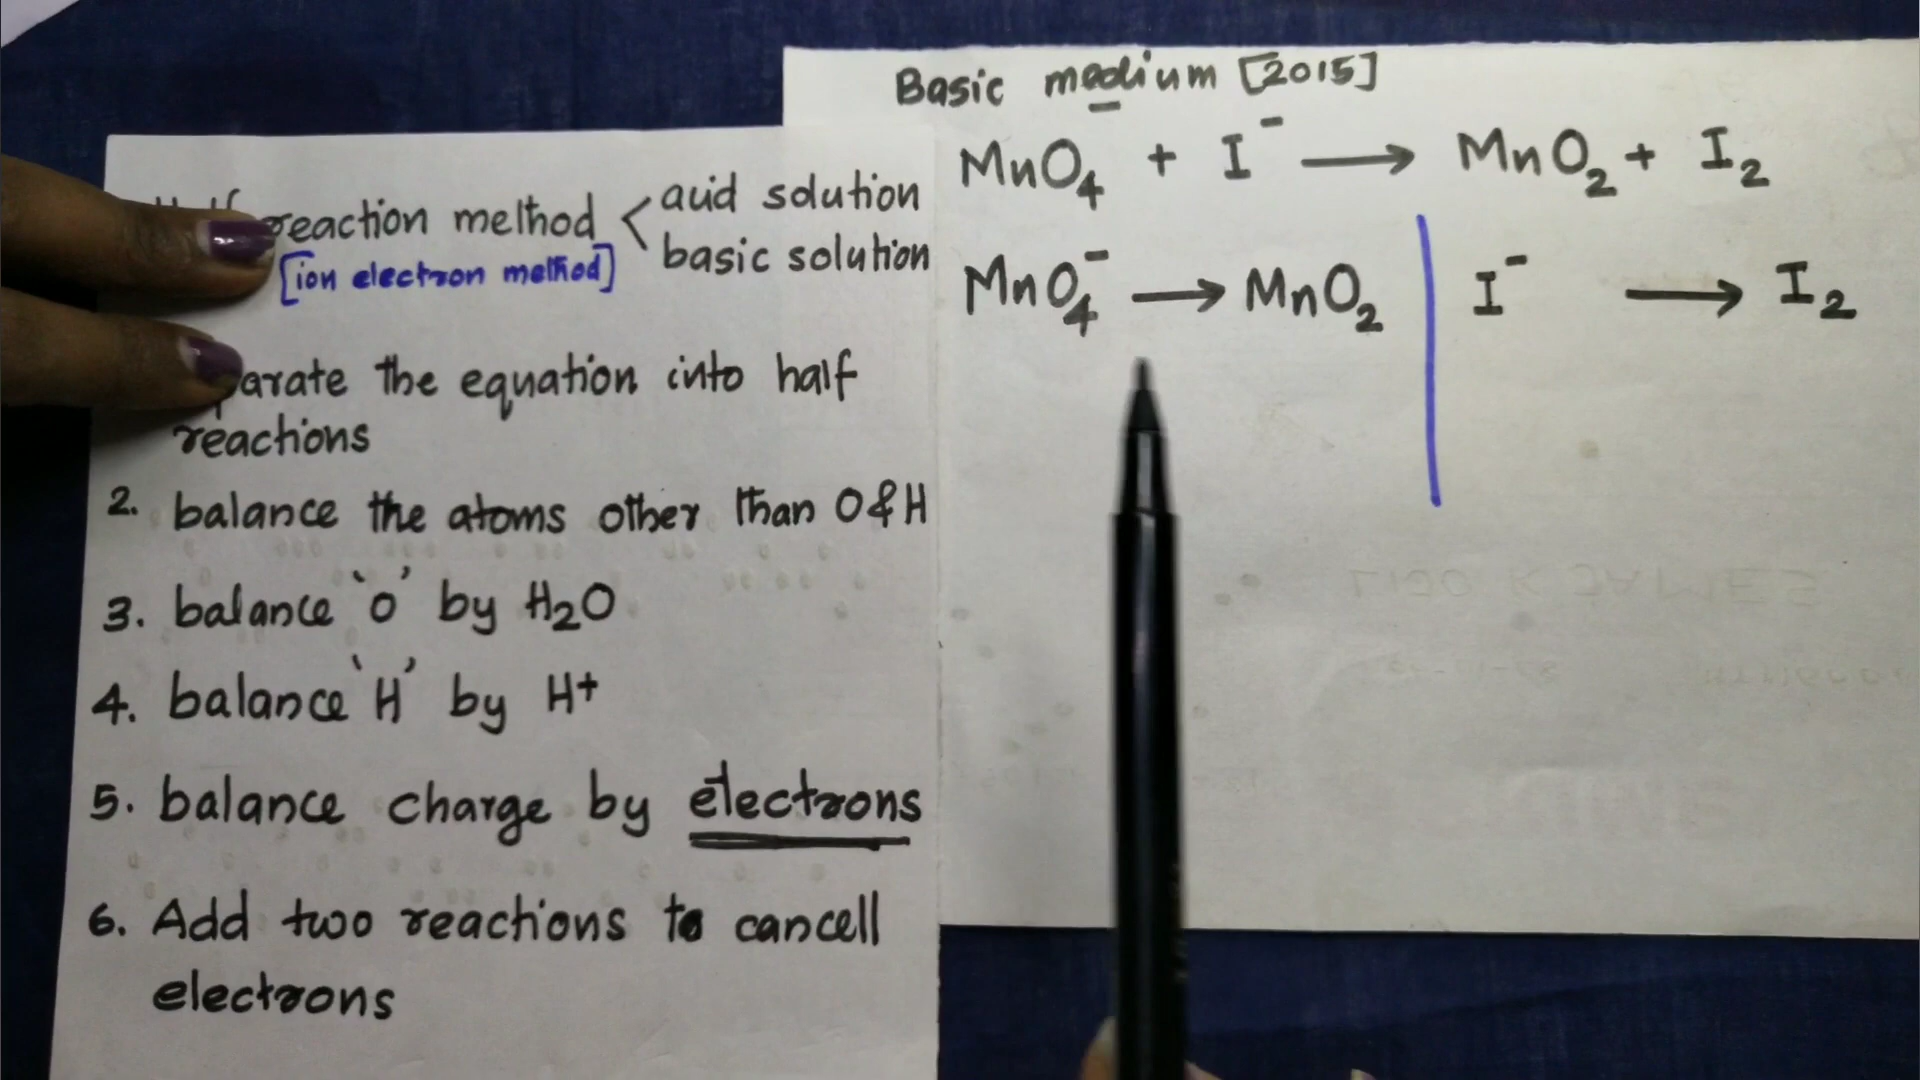 reaction method < acid solution
basic solution
[ion electron method]
parate the equation into half
reactions
2. balance the atoms other than O & H
3. balance 'O' by H2O
4. balance 'H' by H+
5. balance charge by electrons
6. Add two reactions to cancell
electrons
Basic medium [2015]
MnO4⁻ + I⁻ → MnO2 + I2
MnO4⁻ → MnO2 | I⁻ → I2